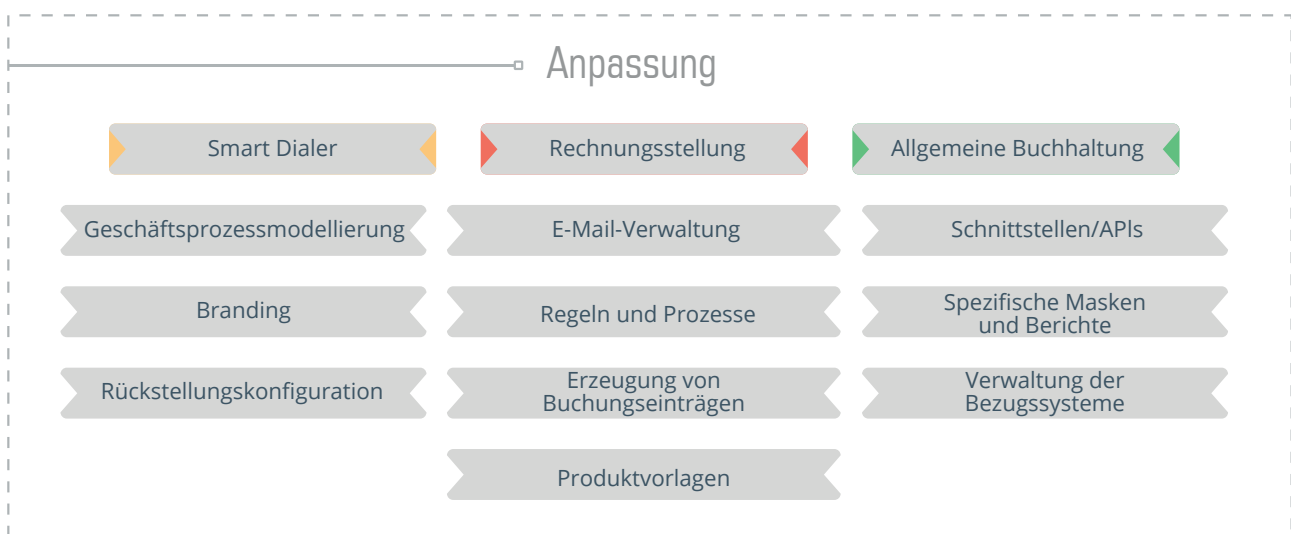 Anpassung
Smart Dialer
Rechnungsstellung
Allgemeine Buchhaltung
Geschäftsprozessmodellierung
E-Mail-Verwaltung
Schnittstellen/APIs
Branding
Regeln und Prozesse
Spezifische Masken
und Berichte
Rückstellungskonfiguration
Erzeugung von
Buchungseinträgen
Verwaltung der
Bezugssysteme
Produktvorlagen